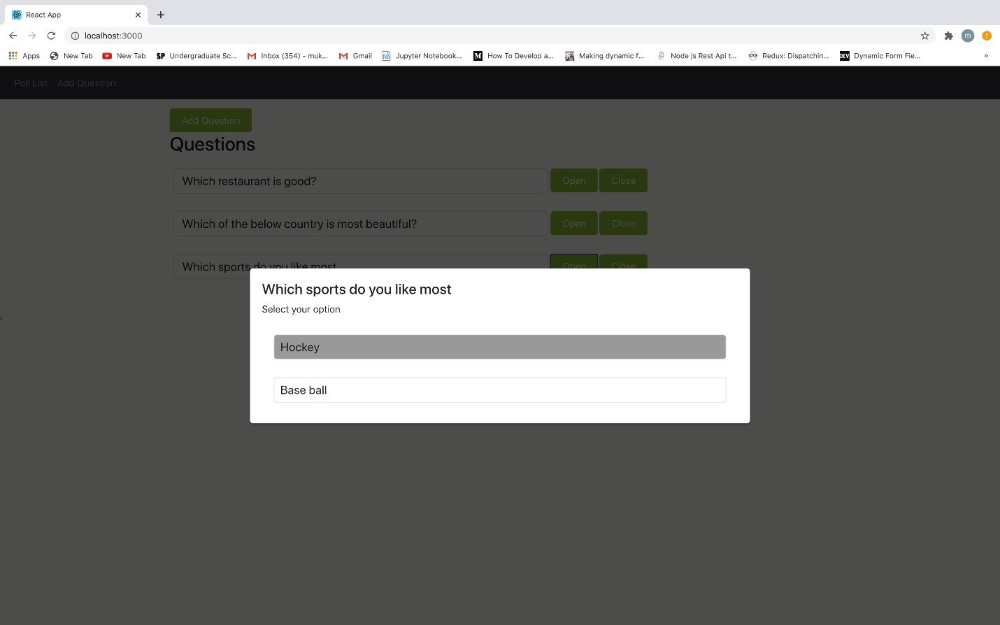 React App
localhost:3000
m
Apps New Tab New Tab SP Undergraduate Sc... Inbox (354) – muk... Gmail Nb Jupyter Notebook... M How To Develop a... Making dynamic f... Node js Rest Api t... Redux: Dispatchin... DEV Dynamic Form Fie... »
Poll List Add Question
Add Question
Questions
Which restaurant is good? Open Close
Which of the below country is most beautiful? Open Close
Which sports do you like most Open Close
,
Which sports do you like most
Select your option
Hockey
Base ball